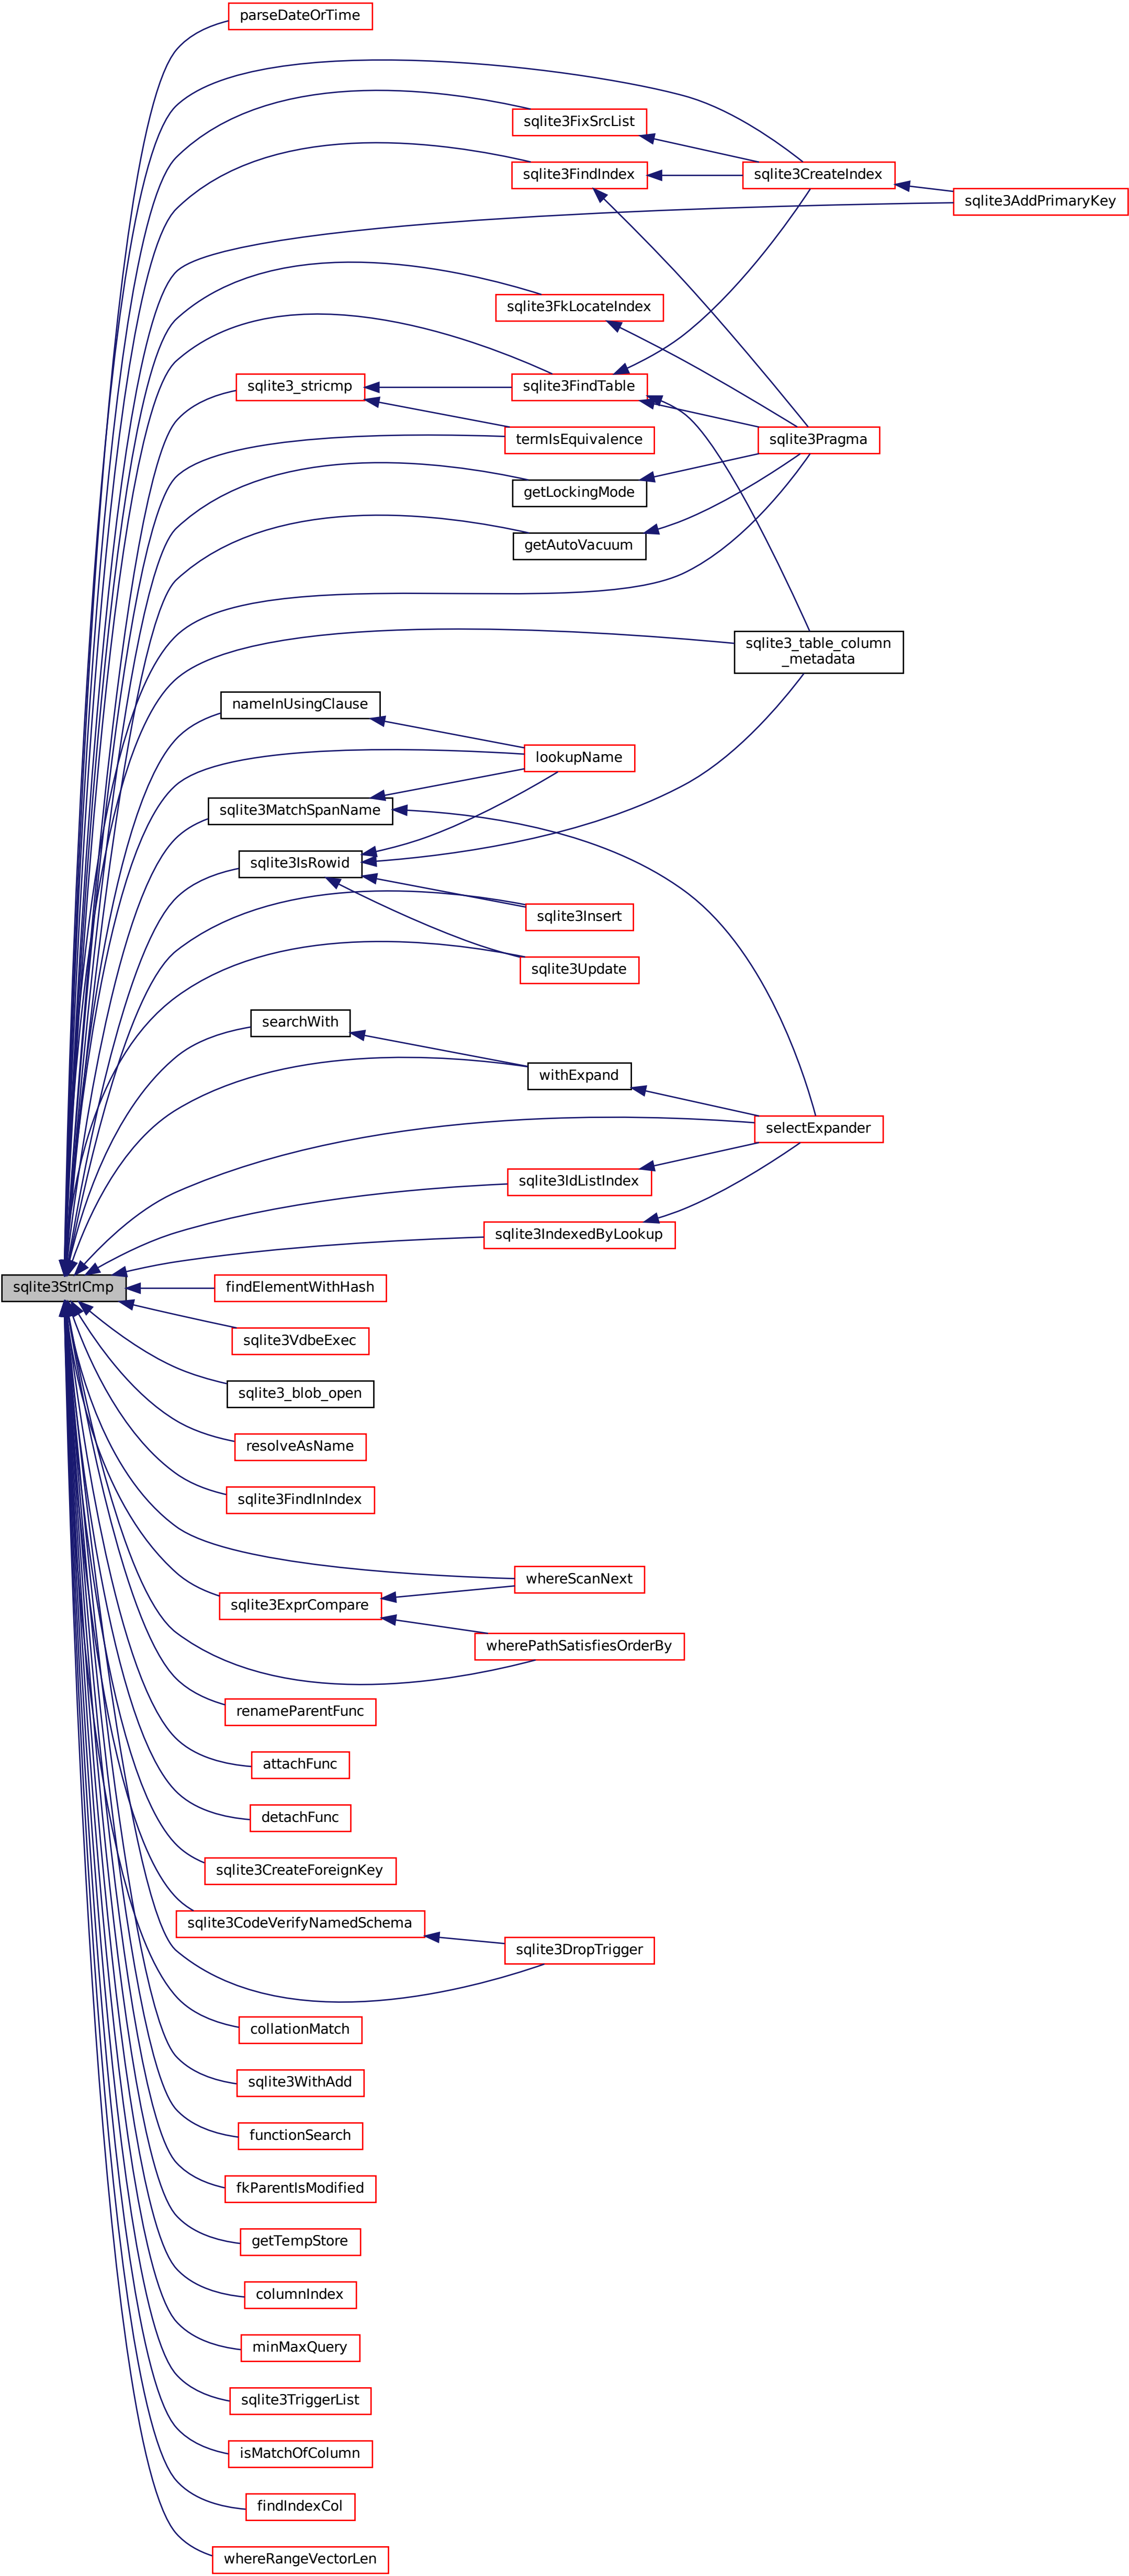 parseDateOrTime
sqlite3FixSrcList
sqlite3FindIndex
sqlite3CreateIndex
sqlite3AddPrimaryKey
sqlite3FkLocateIndex
sqlite3_stricmp
sqlite3FindTable
termIsEquivalence
sqlite3Pragma
getLockingMode
getAutoVacuum
sqlite3_table_column
_metadata
nameInUsingClause
lookupName
sqlite3MatchSpanName
sqlite3IsRowid
sqlite3Insert
sqlite3Update
searchWith
withExpand
selectExpander
sqlite3IdListIndex
sqlite3IndexedByLookup
sqlite3StrICmp
findElementWithHash
sqlite3VdbeExec
sqlite3_blob_open
resolveAsName
sqlite3FindInIndex
whereScanNext
sqlite3ExprCompare
wherePathSatisfiesOrderBy
renameParentFunc
attachFunc
detachFunc
sqlite3CreateForeignKey
sqlite3CodeVerifyNamedSchema
sqlite3DropTrigger
collationMatch
sqlite3WithAdd
functionSearch
fkParentIsModified
getTempStore
columnIndex
minMaxQuery
sqlite3TriggerList
isMatchOfColumn
findIndexCol
whereRangeVectorLen